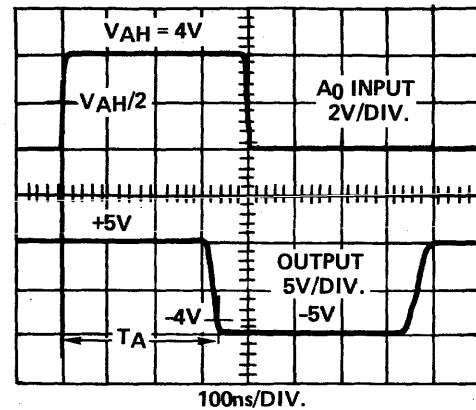 VAH = 4V
VAH/2
A0 INPUT
2V/DIV.
+5V
OUTPUT
5V/DIV.
-4V
-5V
TA
100ns/DIV.